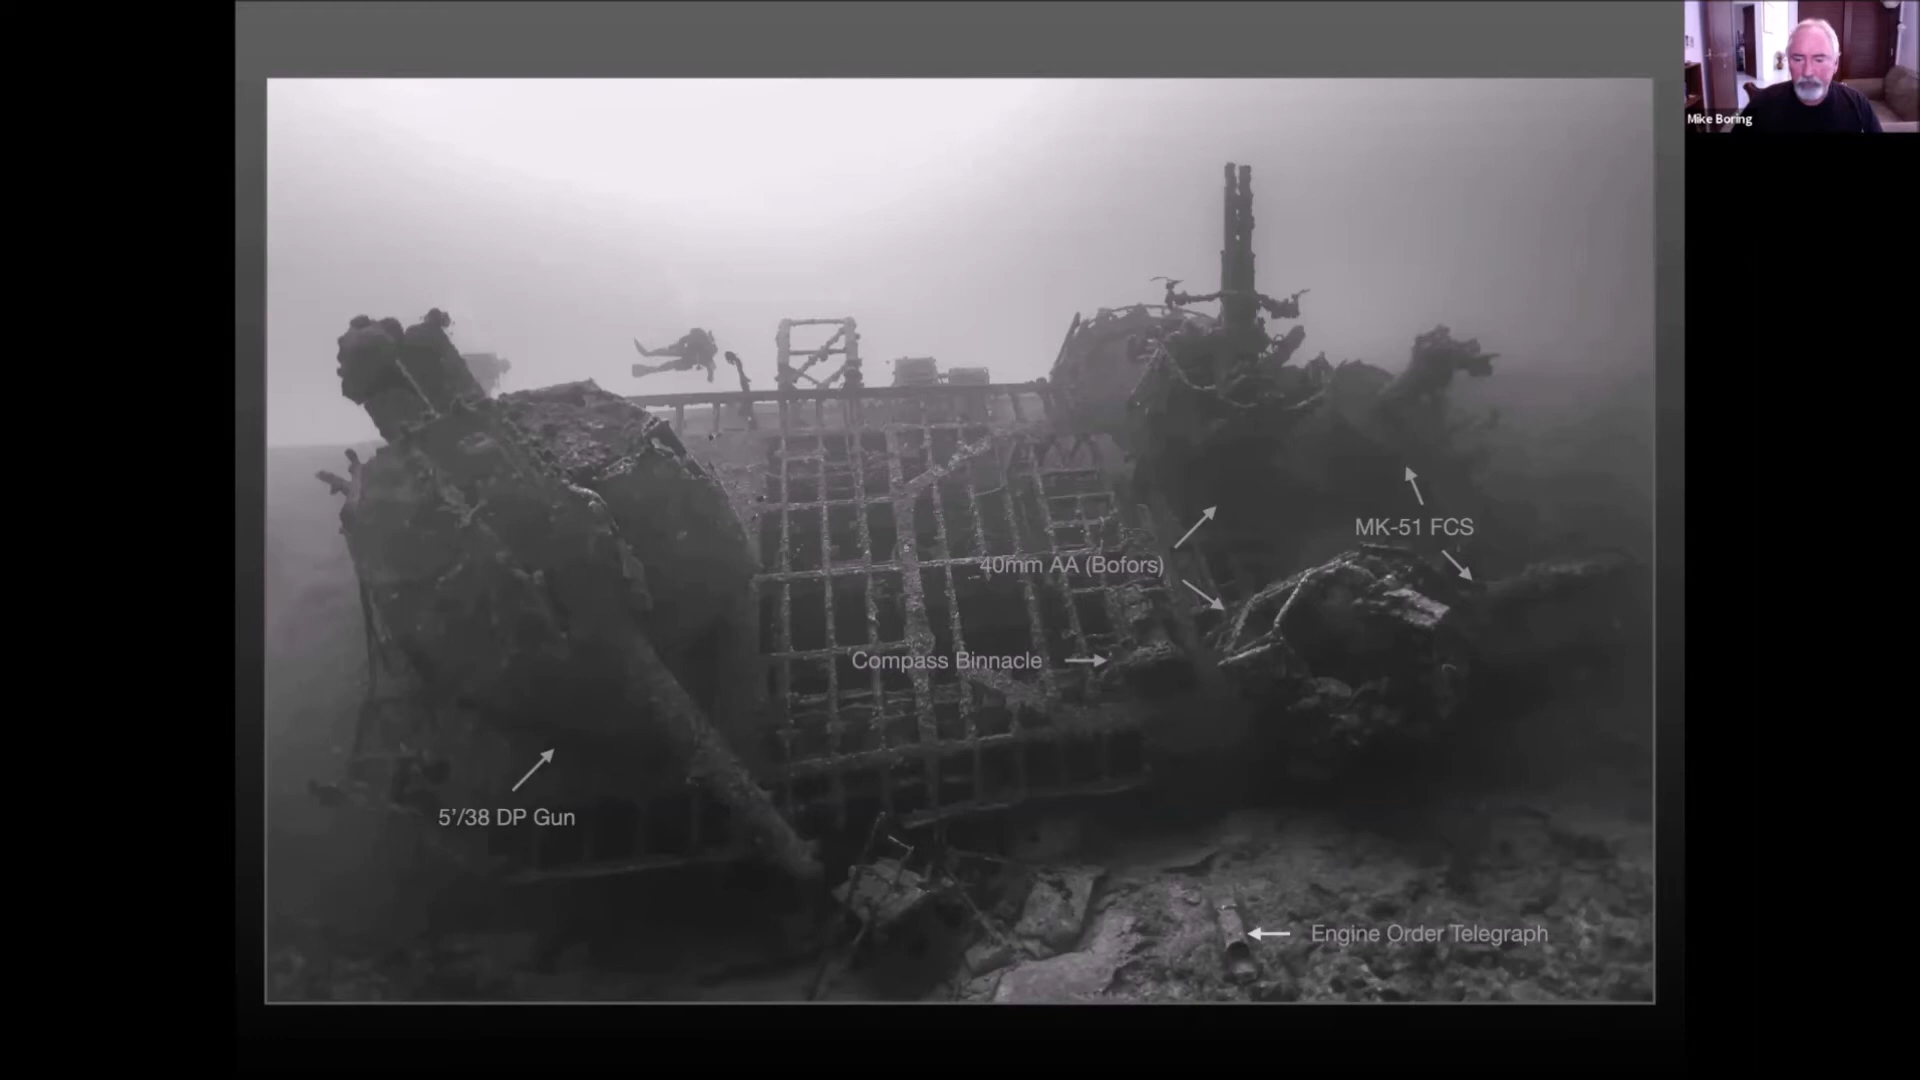 Mike Boring
MK-51 FCS
40mm AA (Bofors)
Compass Binnacle
5'/38 DP Gun
Engine Order Telegraph